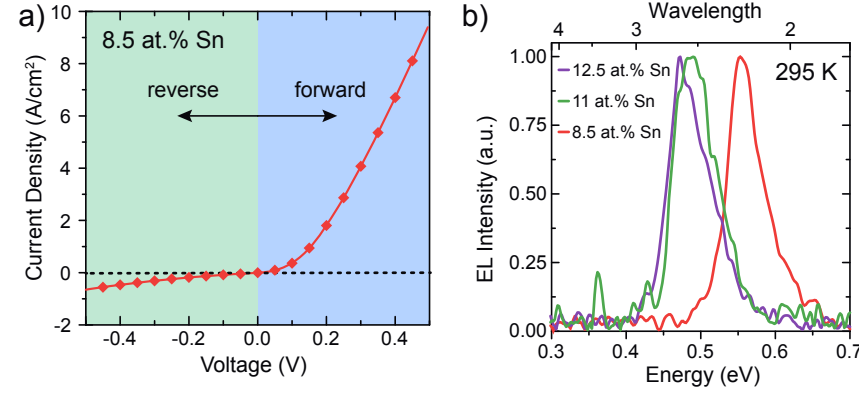 a)
8.5 at.% Sn
reverse
forward
Current Density (A/cm²)
10
8
6
4
2
0
-2
-0.4
-0.2
0.0
0.2
0.4
Voltage (V)
b)
Wavelength
4
3
2
295 K
12.5 at.% Sn
11 at.% Sn
8.5 at.% Sn
EL Intensity (a.u.)
1.00
0.75
0.50
0.25
0.00
0.3
0.4
0.5
0.6
0.7
Energy (eV)